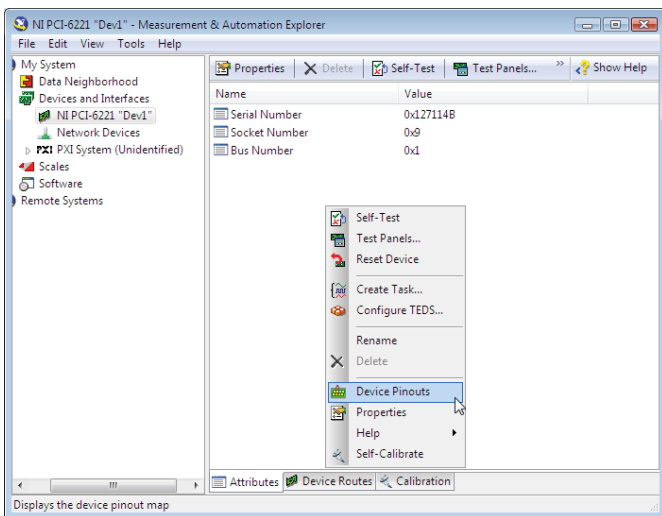 NI PCI-6221 "Dev1" - Measurement & Automation Explorer
File Edit View Tools Help
My System
Data Neighborhood
Devices and Interfaces
NI PCI-6221 "Dev1"
Network Devices
PXI PXI System (Unidentified)
Scales
Software
Remote Systems
Properties Delete Self-Test Test Panels... » Show Help
Name Value
Serial Number 0x127114B
Socket Number 0x9
Bus Number 0x1
Self-Test
Test Panels...
Reset Device
Create Task...
Configure TEDS...
Rename
Delete
Device Pinouts
Properties
Help
Self-Calibrate
Attributes Device Routes Calibration
Displays the device pinout map